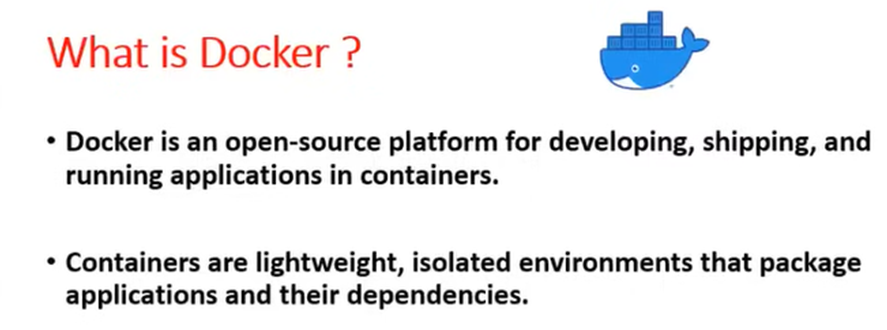 What is Docker ?
• Docker is an open-source platform for developing, shipping, and
running applications in containers.
• Containers are lightweight, isolated environments that package
applications and their dependencies.